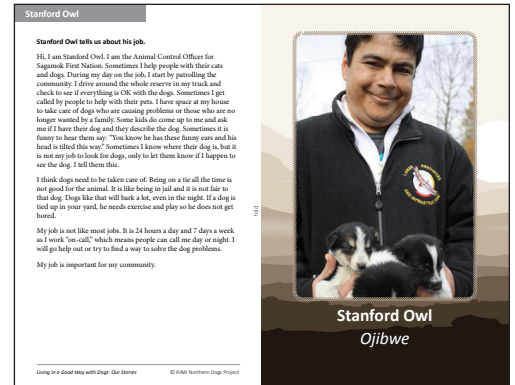 Stanford Owl
Stanford Owl tells us about his job.
Hi, I am Stanford Owl. I am the Animal Control Officer for
Sagamok First Nation. Sometimes I help people with their cats
and dogs. During my day on the job, I start by patrolling the
community. I drive around the whole reserve in my truck and
check to see if everything is OK with the dogs. Sometimes I get
called by people to help with their pets. I have space at my house
to take care of dogs who are causing problems or those who are no
longer wanted by a family. Some kids do come up to me and ask
me if I have their dog and they describe the dog. Sometimes it is
funny to hear them say: "You know he has these funny ears and his
head is tilted this way." Sometimes I know where their dog is, but it
is not my job to look for dogs, only to let them know if I happen to
see the dog. I tell them this.
I think dogs need to be taken care of. Being on a tie all the time is
not good for the animal. It is like being in jail and it is not fair to
that dog. Dogs like that will bark a lot, even in the night. If a dog is
tied up in your yard, he needs exercise and play so he does not get
bored.
My job is not like most jobs. It is 24 hours a day and 7 days a week
as I work "on-call," which means people can call me day or night. I
will go help out or try to find a way to solve the dog problems.
My job is important for my community.
Living in a Good Way with Dogs: Our Stories
© IFAW Northern Dogs Project
fold
LANDS RESOURCES
AND INFRASTRUCTURE
Stanford Owl
Ojibwe